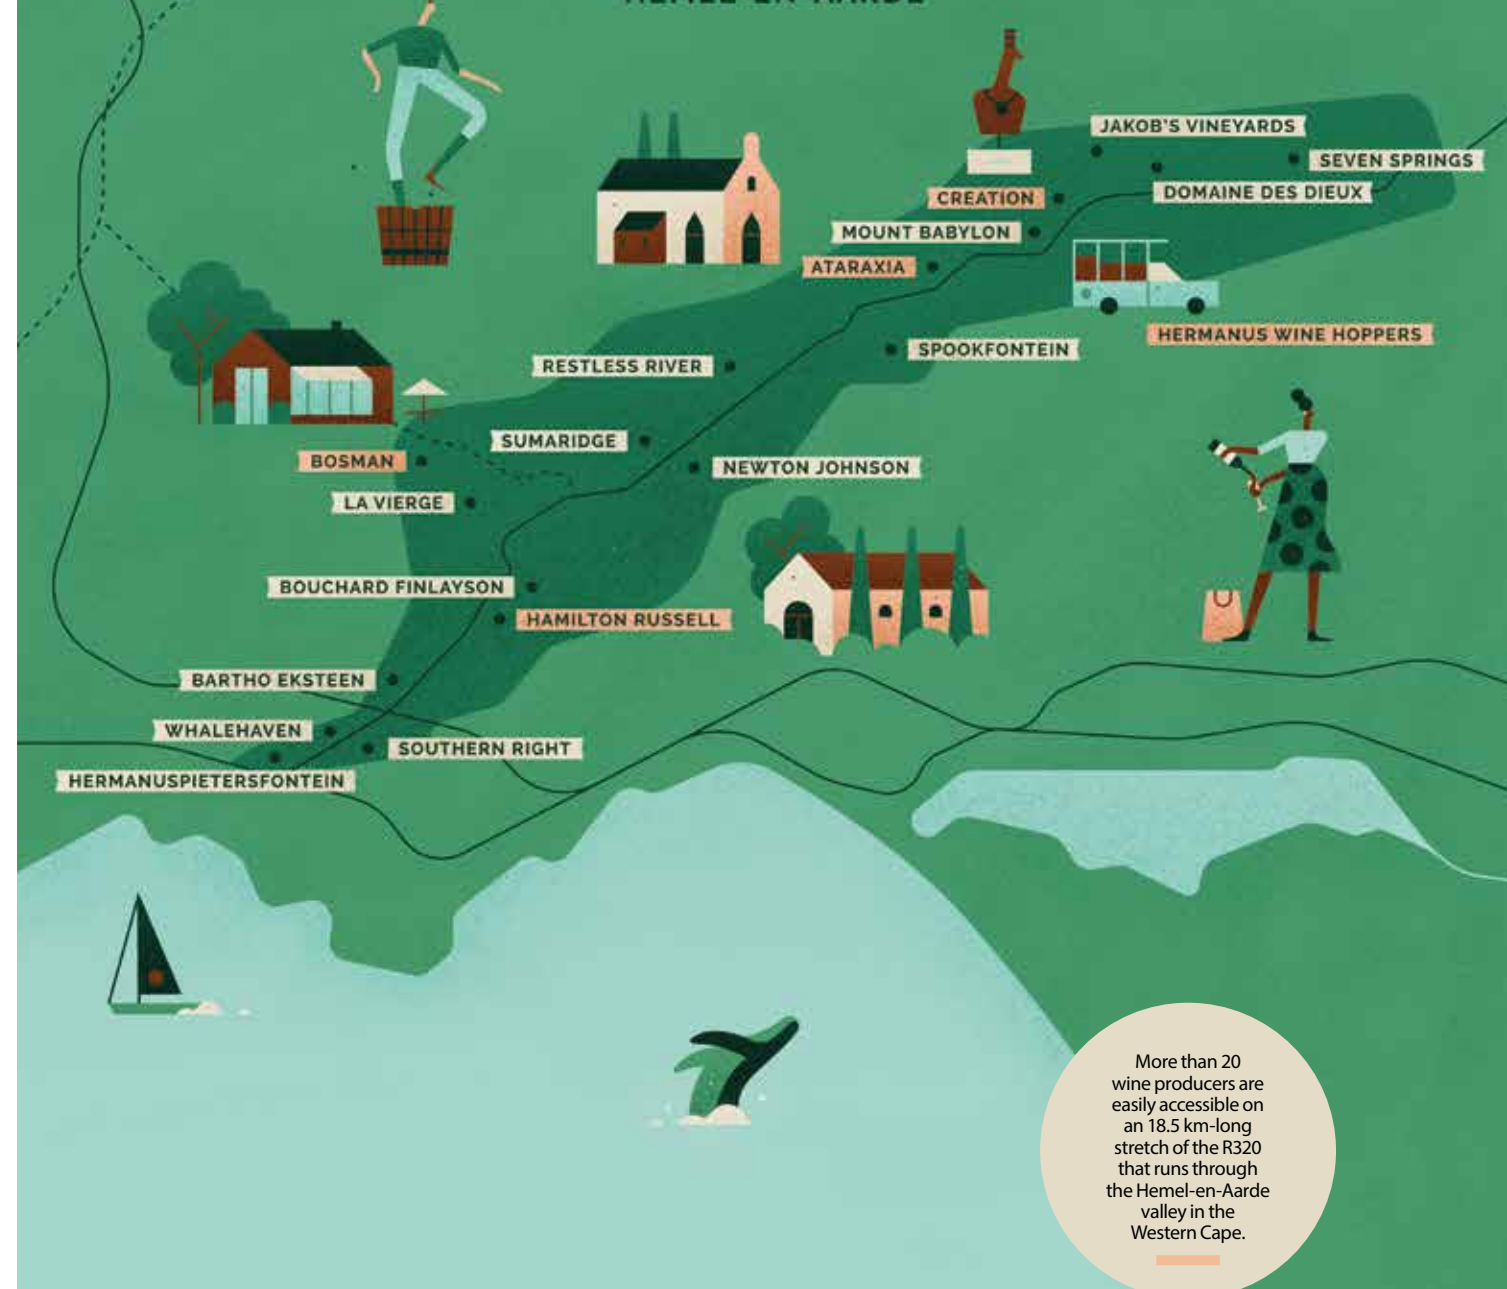 HEMEL-EN-AARDE
JAKOB'S VINEYARDS
SEVEN SPRINGS
DOMAINE DES DIEUX
CREATION
MOUNT BABYLON
ATARAXIA
HERMANUS WINE HOPPERS
SPOOKFONTEIN
RESTLESS RIVER
SUMARIDGE
BOSMAN
NEWTON JOHNSON
LA VIERGE
BOUCHARD FINLAYSON
HAMILTON RUSSELL
BARTHO EKSTEEN
WHALEHAVEN
SOUTHERN RIGHT
HERMANUSPIETERSFONTEIN
More than 20
wine producers are
easily accessible on
an 18.5 km-long
stretch of the R320
that runs through
the Hemel-en-Aarde
valley in the
Western Cape.